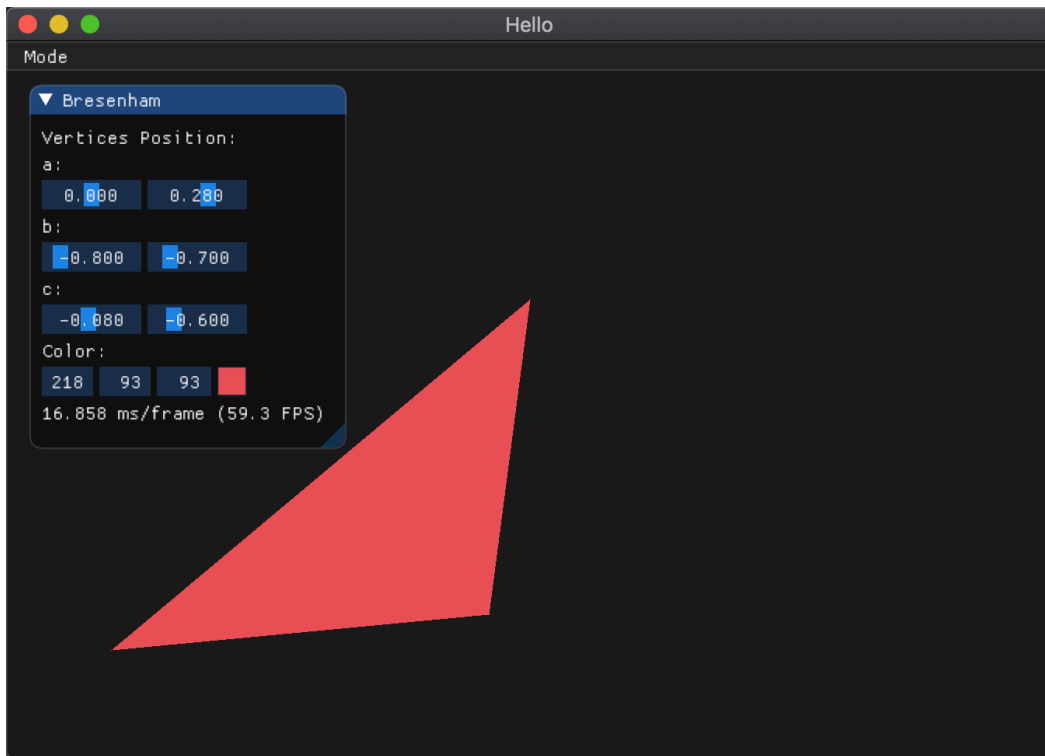 Hello
Mode
Bresenham
Vertices Position:
a:
0.000 0.280
b:
-0.800 -0.700
c:
-0.080 -0.600
Color:
218 93 93
16.858 ms/frame (59.3 FPS)